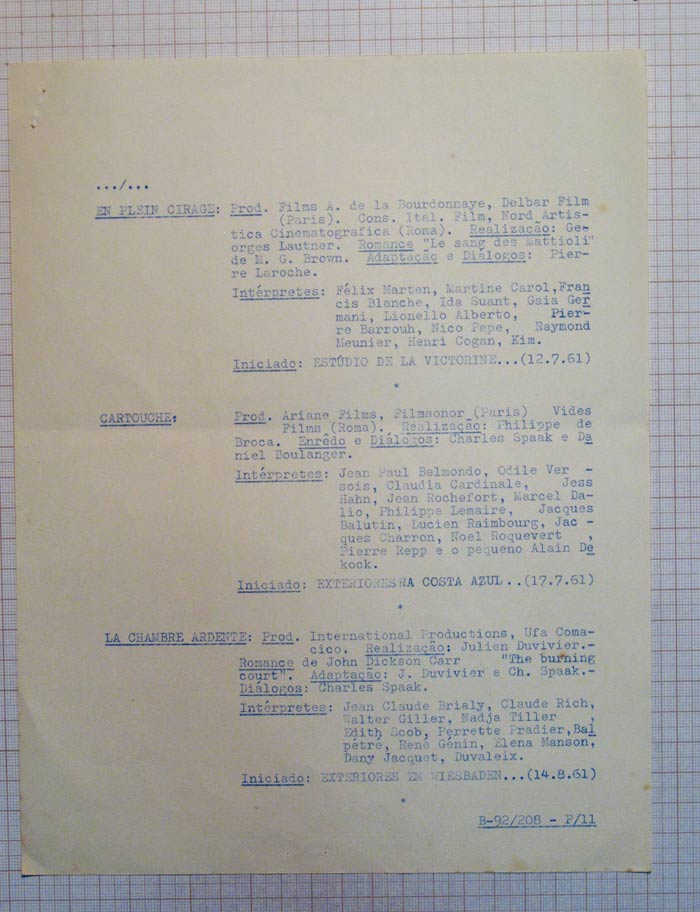 .../...
EN PLEIN CIRAGE: Prod. Films A. de la Bourdonnaye, Delbar Film
(Paris). Cons. Ital. Film, Nord Artis-
tica Cinematografica (Roma). Realização: Ge-
orges Lautner. Romance "Le sang des Mattioli"
de M. G. Brown. Adaptação e Diálogos: Pier-
re Laroche.
Intérpretes: Félix Marten, Martine Carol,Fran
cis Blanche, Ida Suant, Gaia Ger
mani, Lionello Alberto, Pier-
re Barrouh, Nico Pepe, Raymond
Meunier, Henri Cogan, Kim.
Iniciado: ESTÚDIO DE LA VICTORINE...(12.7.61)
*
CARTOUCHE: Prod. Ariane Films, Filmsonor (Paris) Vides
Films (Roma). Realização: Philippe de
Broca. Enrêdo e Diálogos: Charles Spaak e Da
niel Boulanger.
Intérpretes: Jean Paul Belmondo, Odile Ver -
sois, Claudia Cardinale, Jess
Hahn, Jean Rochefort, Marcel Da-
lio, Philippe Lemaire, Jacques
Balutin, Lucien Raimbourg, Jac -
ques Charron, Noel Roquevert ,
Pierre Repp e o pequeno Alain De
kock.
Iniciado: EXTERIORES NA COSTA AZUL..(17.7.61)
*
LA CHAMBRE ARDENTE: Prod. International Productions, Ufa Coma-
cico. Realização: Julien Duvivier.-
Romance de John Dickson Carr "The burning
court". Adaptação: J. Duvivier e Ch. Spaak.-
Diálogos: Charles Spaak.
Intérpretes: Jean Claude Brialy, Claude Rich,
Walter Giller, Nadja Tiller ,
Edith Scob, Perrette Pradier,Bal
pêtré, René Génin, Elena Manson,
Dany Jacquet, Duvaleix.
Iniciado: EXTERIORES EM WIESBADEN...(14.8.61)
*
B-92/208 - P/11